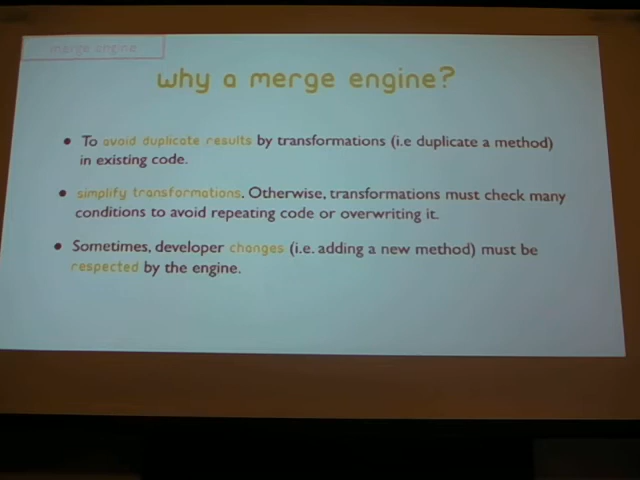 merge engine
why a merge engine?
• To avoid duplicate results by transformations (i.e duplicate a method)
in existing code.
• simplify transformations. Otherwise, transformations must check many
conditions to avoid repeating code or overwriting it.
• Sometimes, developer changes (i.e. adding a new method) must be
respected by the engine.